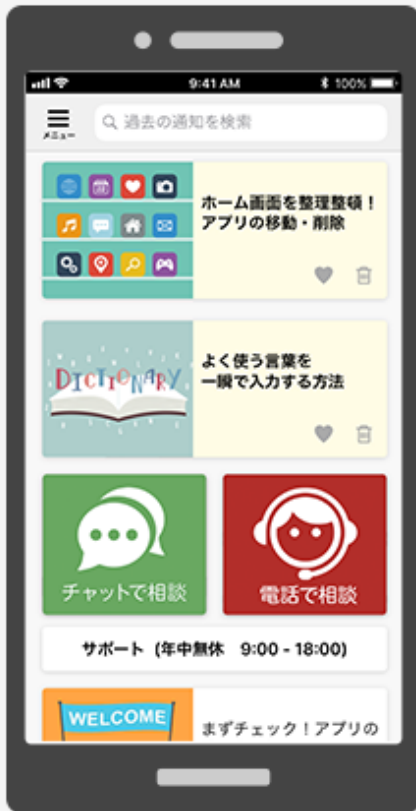 9:41 AM
100%
メニュー
過去の通知を検索
ホーム画面を整理整頓！
アプリの移動・削除
DICTIONARY
よく使う言葉を
一瞬で入力する方法
チャットで相談
電話で相談
サポート (年中無休 9:00 - 18:00)
WELCOME
まずチェック！アプリの